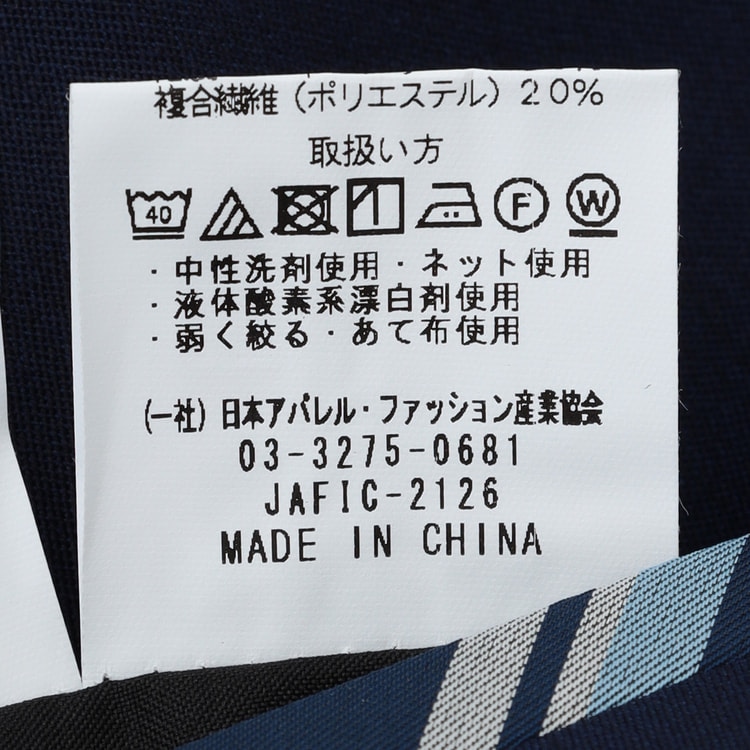 複合繊維（ポリエステル）20%
取扱い方
40 F W
・中性洗剤使用・ネット使用
・液体酸素系漂白剤使用
・弱く絞る・あて布使用
（一社）日本アパレル・ファッション産業協会
03-3275-0681
JAFIC-2126
MADE IN CHINA